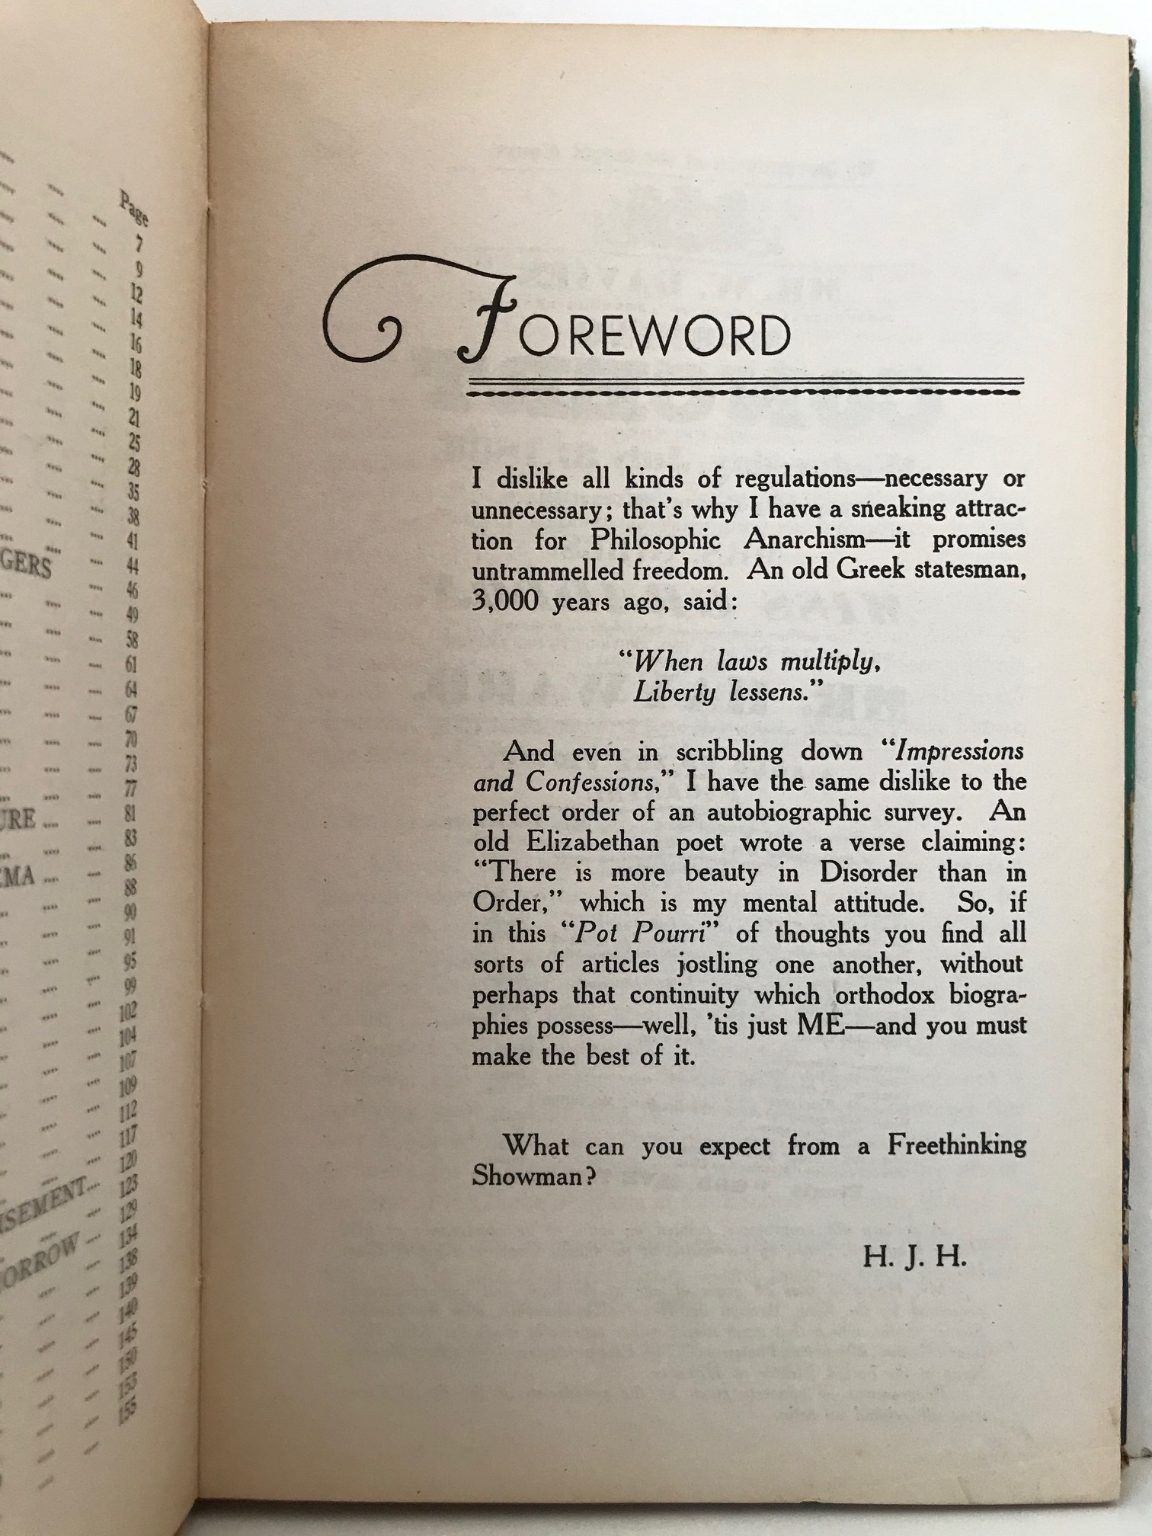 Page
7
9
12
14
16
18
19
21
25
28
35
38
41
GERS 44
46
49
58
61
64
67
70
73
77
URE 81
83
EMA 86
88
90
91
95
99
102
104
107
109
112
117
120
USEMENT 123
129
ORROW 134
138
139
140
145
150
153
155
FOREWORD
I dislike all kinds of regulations—necessary or
unnecessary; that's why I have a sneaking attrac-
tion for Philosophic Anarchism—it promises
untrammelled freedom. An old Greek statesman,
3,000 years ago, said:
"When laws multiply,
Liberty lessens."
And even in scribbling down "Impressions
and Confessions," I have the same dislike to the
perfect order of an autobiographic survey. An
old Elizabethan poet wrote a verse claiming:
"There is more beauty in Disorder than in
Order," which is my mental attitude. So, if
in this "Pot Pourri" of thoughts you find all
sorts of articles jostling one another, without
perhaps that continuity which orthodox biogra-
phies possess—well, 'tis just ME—and you must
make the best of it.
What can you expect from a Freethinking
Showman?
H. J. H.